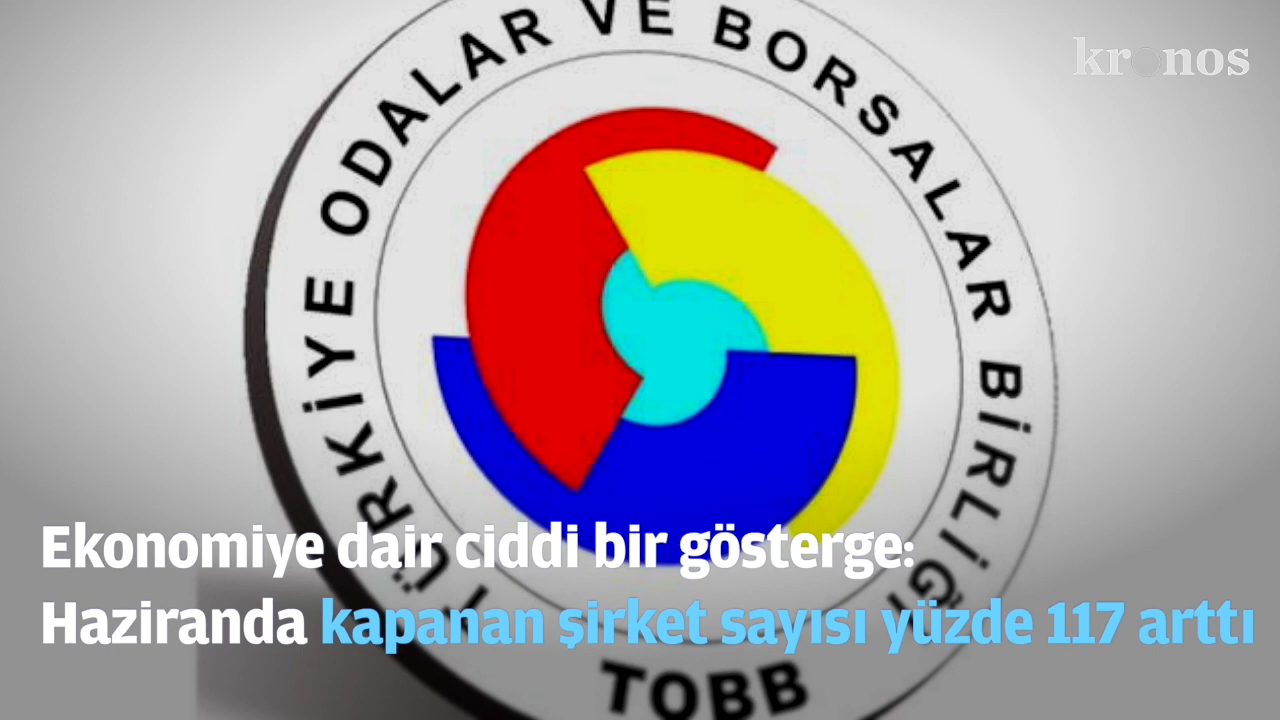 kronos
TÜRKİYE ODALAR VE BORSALAR BİRLİĞİ
TOBB
Ekonomiye dair ciddi bir gösterge:
Haziranda kapanan şirket sayısı yüzde 117 arttı